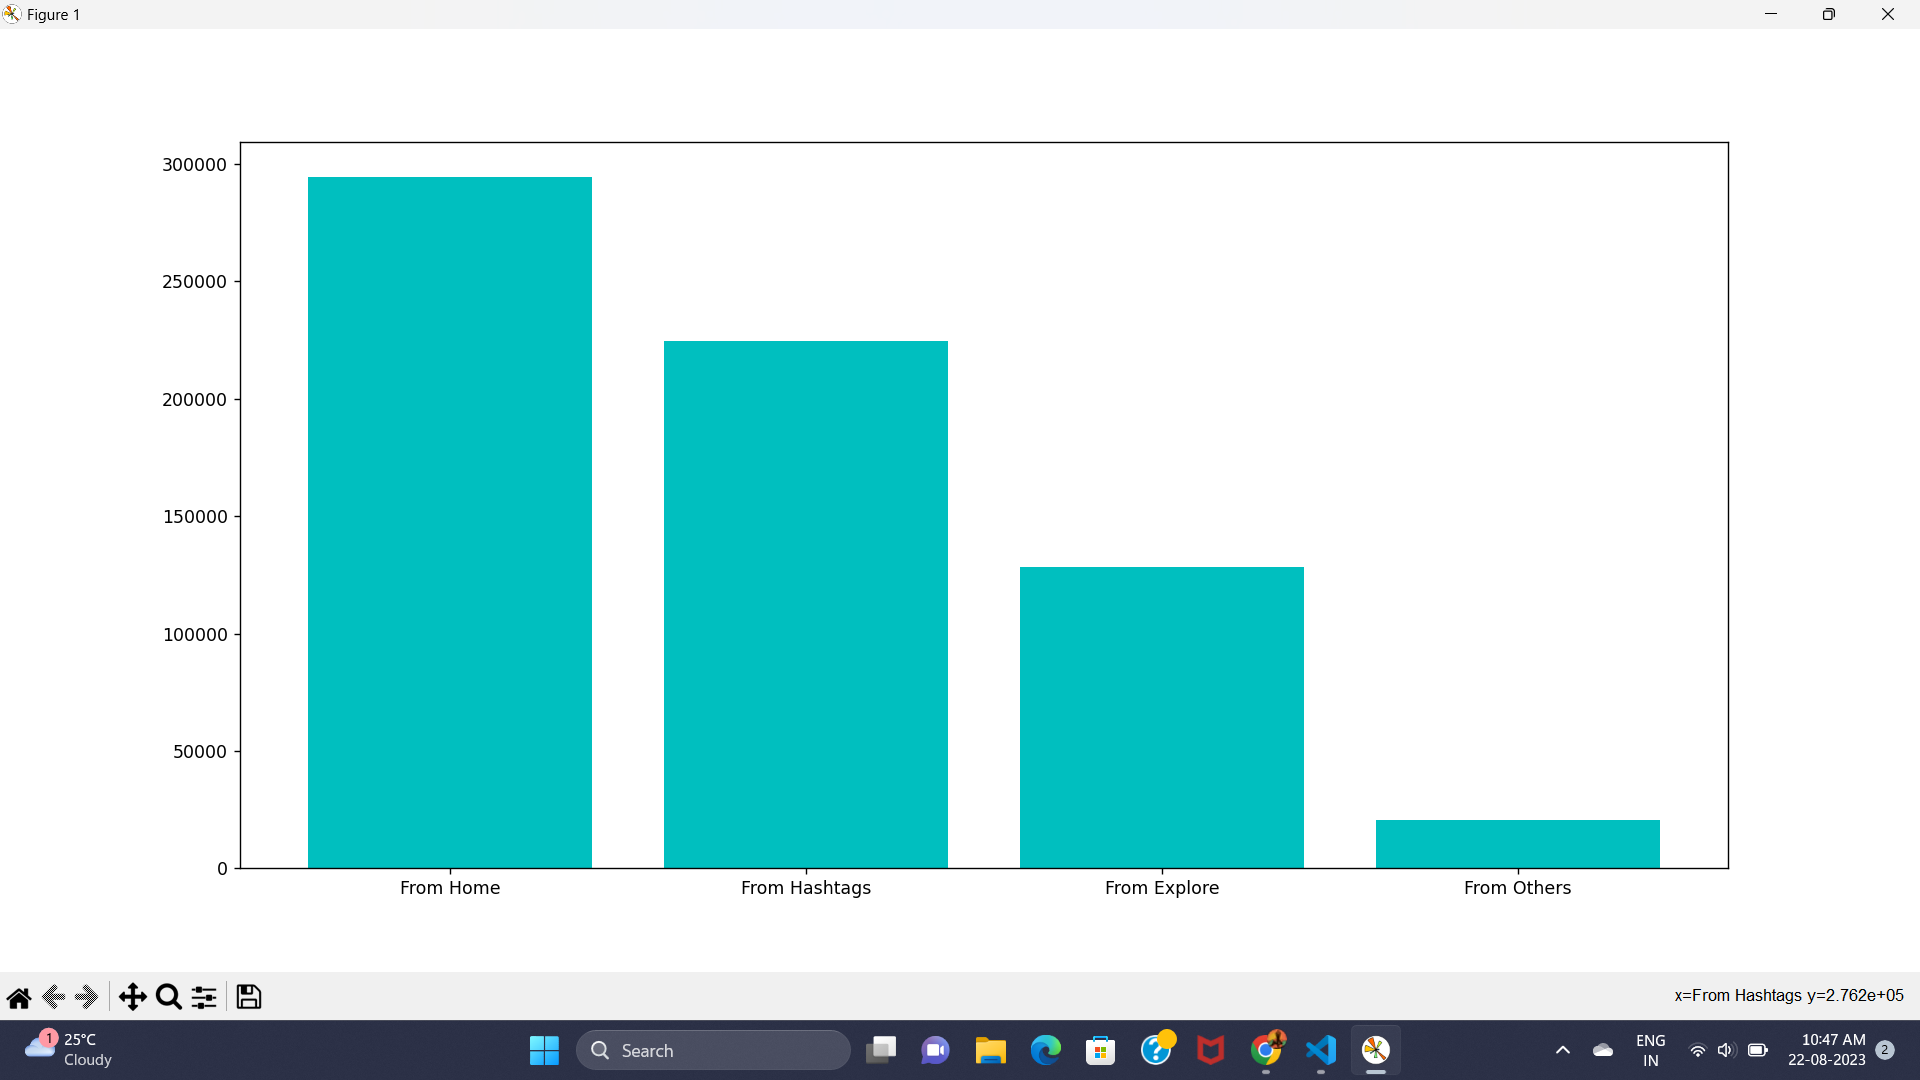 Figure 1
300000
250000
200000
150000
100000
50000
0
From Home
From Hashtags
From Explore
From Others
x=From Hashtags y=2.762e+05
1
25°C
Cloudy
Search
ENG
IN
10:47 AM
22-08-2023
2